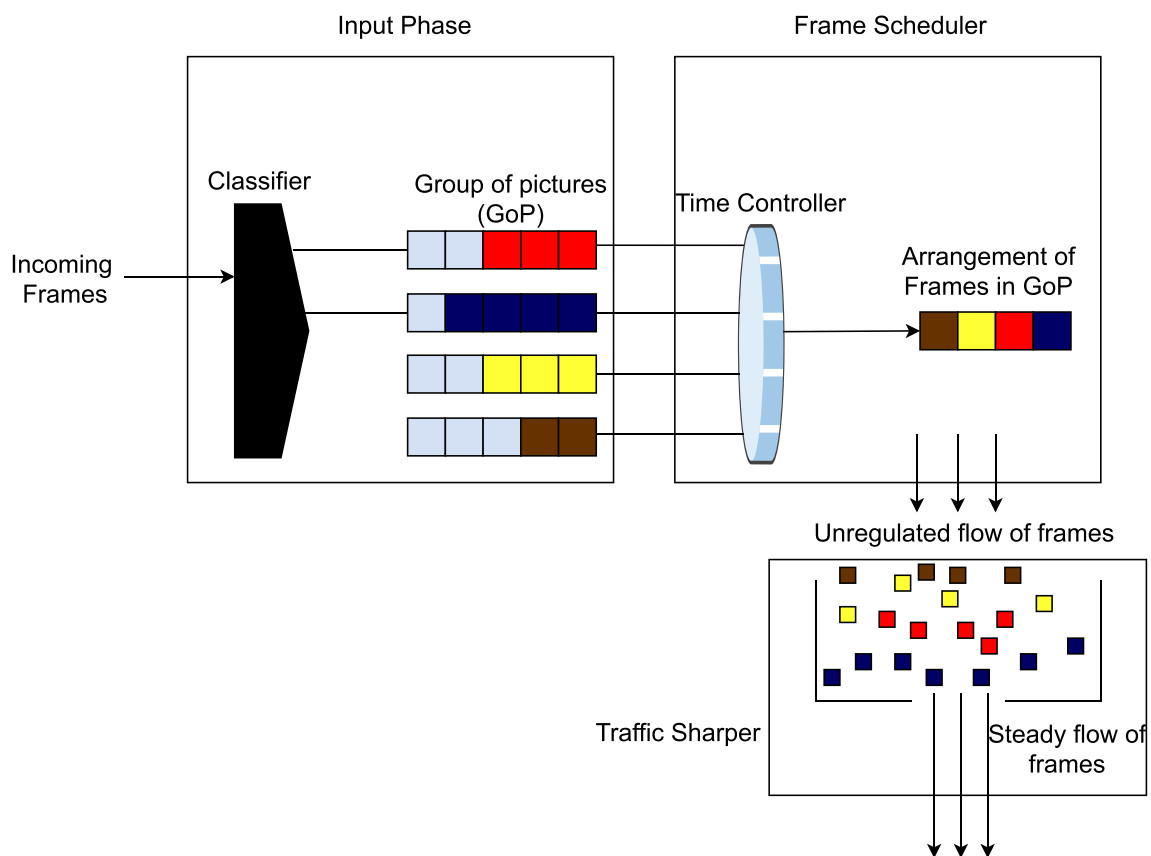 Input Phase
Frame Scheduler
Classifier
Group of pictures
(GoP)
Time Controller
Incoming
Frames
Arrangement of
Frames in GoP
Unregulated flow of frames
Traffic Sharper
Steady flow of
frames